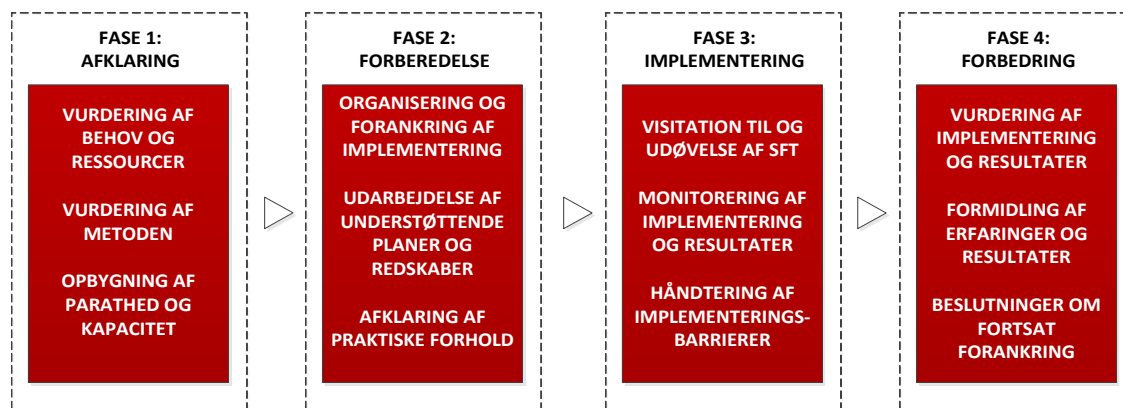 FASE 1:
AFKLARING
VURDERING AF
BEHOV OG
RESSOURCER
VURDERING AF
METODEN
OPBYGNING AF
PARATHED OG
KAPACITET
FASE 2:
FORBEREDELSE
ORGANISERING OG
FORANKRING AF
IMPLEMENTERING
UDARBEJDELSE AF
UNDERSTØTTENDE
PLANER OG
REDSKABER
AFKLARING AF
PRAKTISKE FORHOLD
FASE 3:
IMPLEMENTERING
VISITATION TIL OG
UDØVELSE AF SFT
MONITORERING AF
IMPLEMENTERING
OG RESULTATER
HÅNDTERING AF
IMPLEMENTERINGS-
BARRIERER
FASE 4:
FORBEDRING
VURDERING AF
IMPLEMENTERING
OG RESULTATER
FORMIDLING AF
ERFARINGER OG
RESULTATER
BESLUTNINGER OM
FORTSAT
FORANKRING